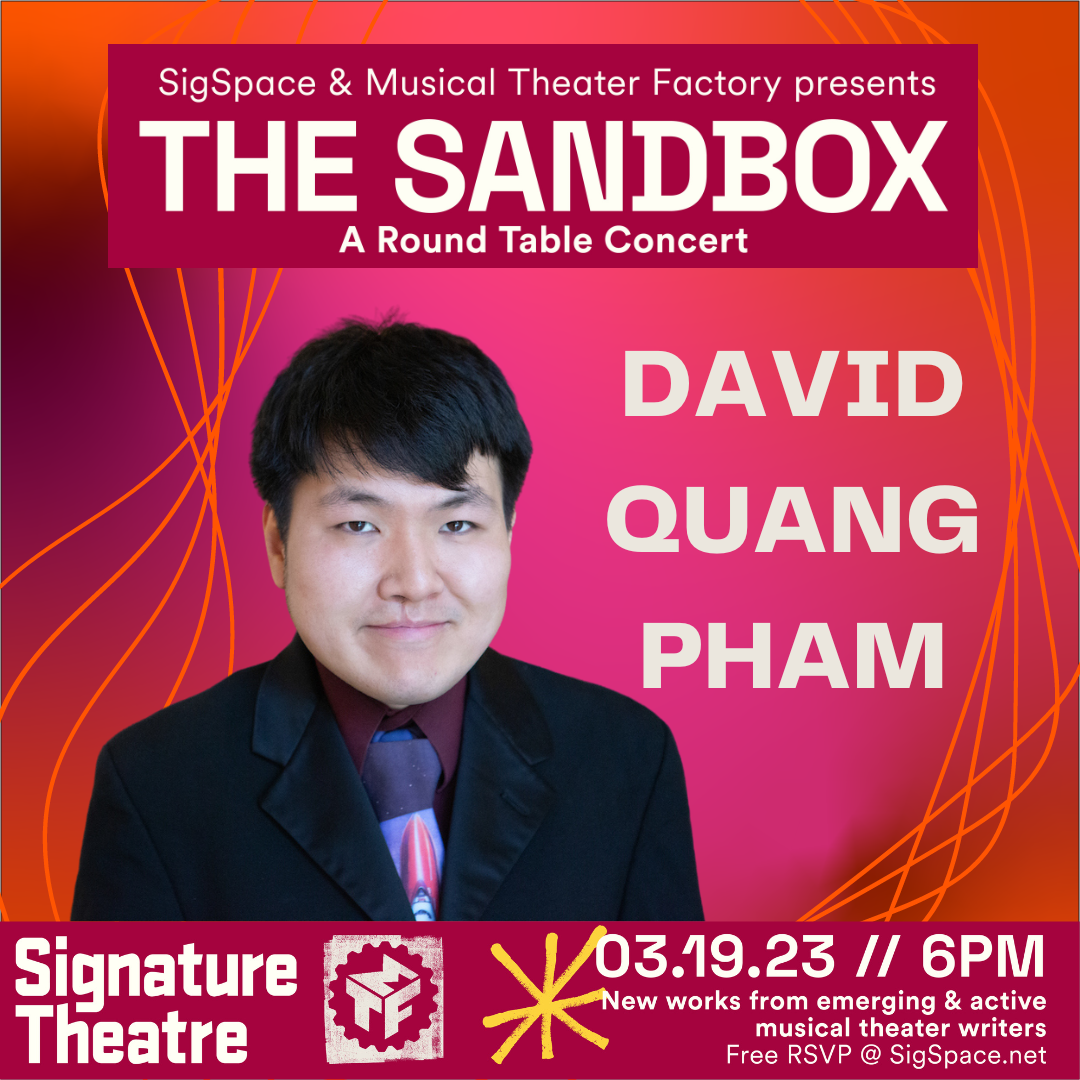 SigSpace & Musical Theater Factory presents
THE SANDBOX
A Round Table Concert
DAVID
QUANG
PHAM
Signature
Theatre
MTF
03.19.23 // 6PM
New works from emerging & active
musical theater writers
Free RSVP @ SigSpace.net